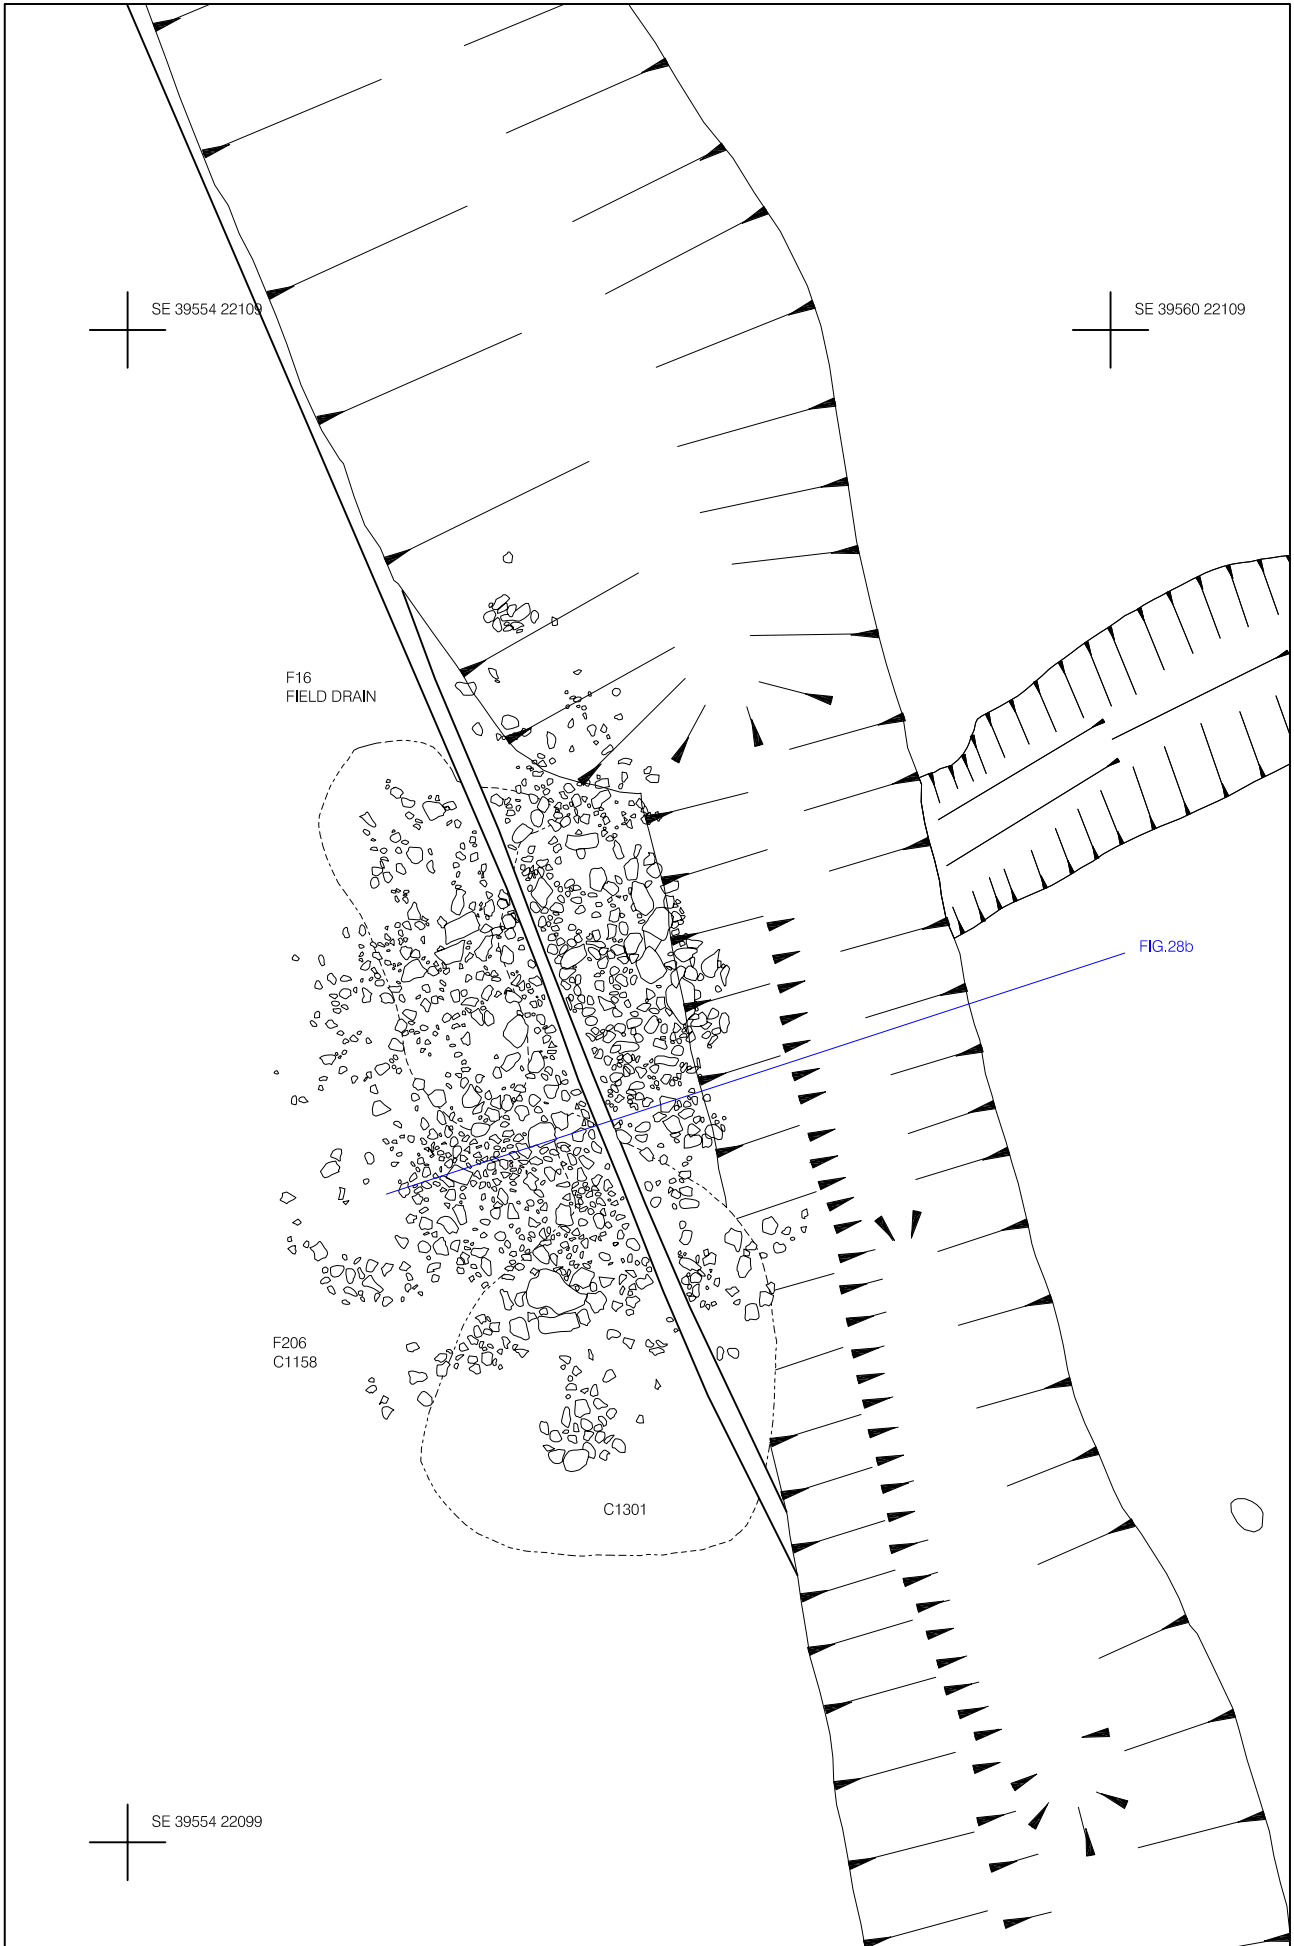 SE 39554 22109
SE 39560 22109
F16
FIELD DRAIN
FIG.28b
F206
C1158
C1301
SE 39554 22099